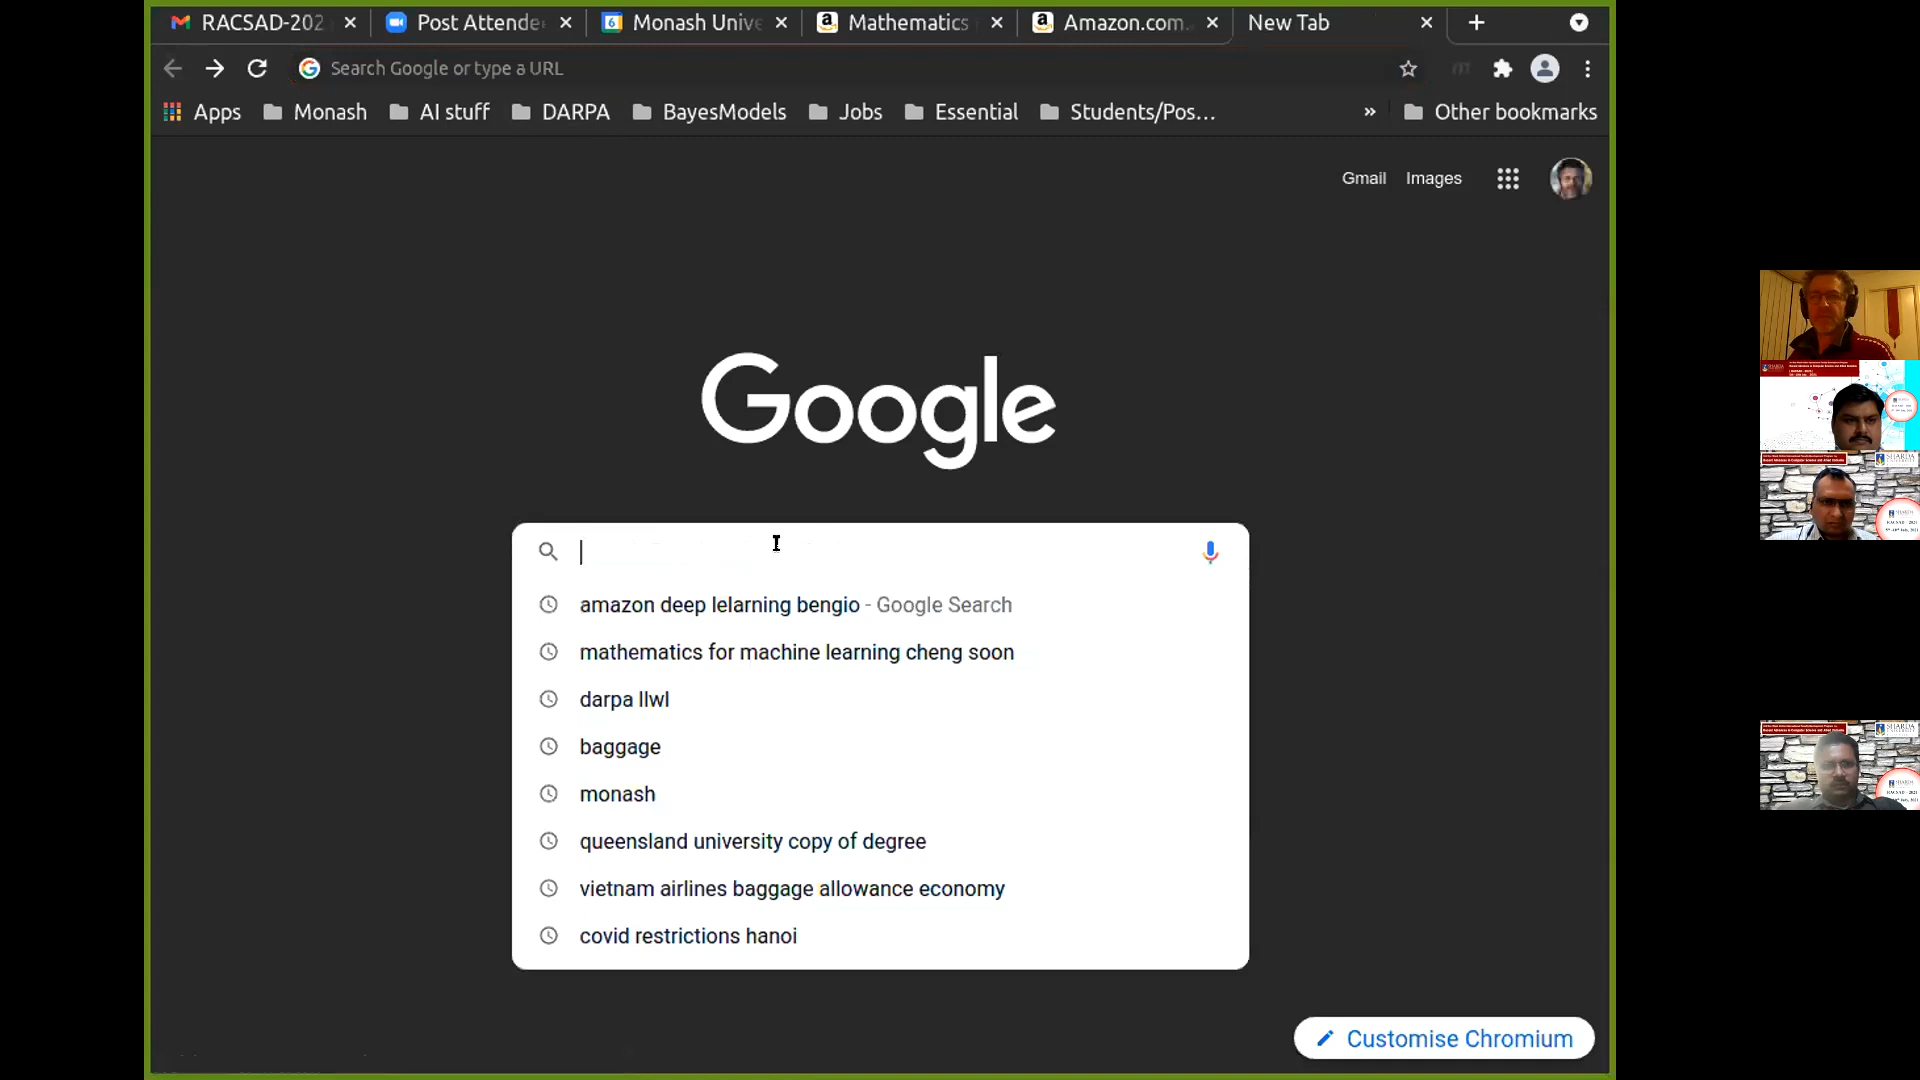 RACSAD-202
Post Attende
Monash Unive
Mathematics
Amazon.com.
New Tab
Search Google or type a URL
Apps
Monash
AI stuff
DARPA
BayesModels
Jobs
Essential
Students/Pos...
»
Other bookmarks
Gmail
Images
Google
amazon deep lelarning bengio - Google Search
mathematics for machine learning cheng soon
darpa llwl
baggage
monash
queensland university copy of degree
vietnam airlines baggage allowance economy
covid restrictions hanoi
Customise Chromium
SHARDA
SHARDA